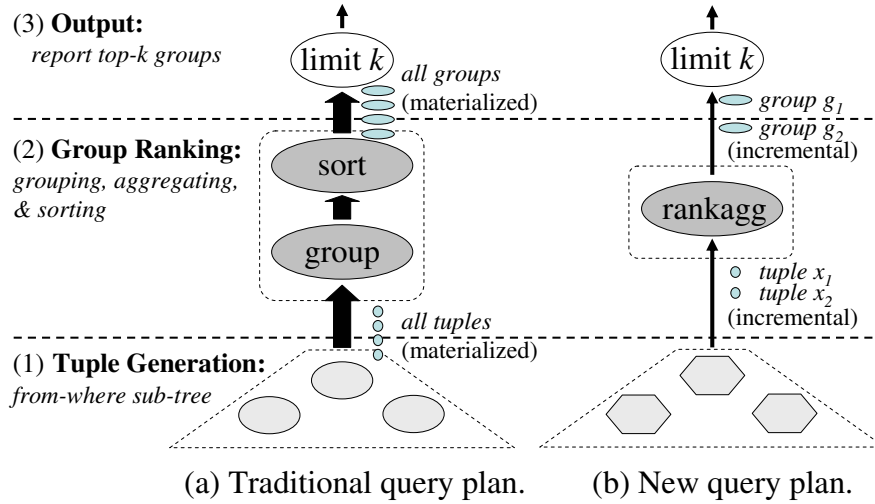 (3) Output:
report top-k groups
limit k
all groups
(materialized)
limit k
group g1
group g2
(incremental)
(2) Group Ranking:
grouping, aggregating,
& sorting
sort
group
rankagg
all tuples
(materialized)
tuple x1
tuple x2
(incremental)
(1) Tuple Generation:
from-where sub-tree
(a) Traditional query plan.
(b) New query plan.